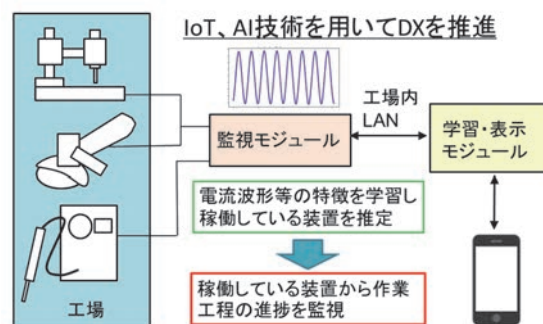 IoT、AI技術を用いてDXを推進
工場内
LAN
監視モジュール
学習・表示
モジュール
電流波形等の特徴を学習し
稼働している装置を推定
稼働している装置から作業
工程の進捗を監視
工場